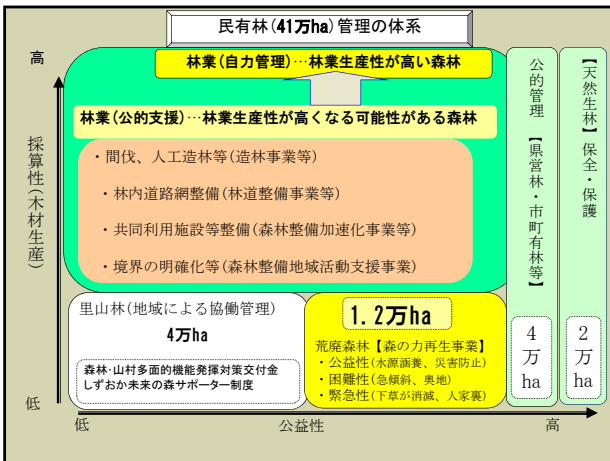 民有林(41万ha)管理の体系
高
採算性(木材生産)
低
林業(自力管理)…林業生産性が高い森林
林業(公的支援)…林業生産性が高くなる可能性がある森林
・間伐、人工造林等(造林事業等)
・林内道路網整備(林道整備事業等)
・共同利用施設等整備(森林整備加速化事業等)
・境界の明確化等(森林整備地域活動支援事業)
里山林(地域による協働管理)
4万ha
森林・山村多面的機能発揮対策交付金
しずおか未来の森サポーター制度
1.2万ha
荒廃森林【森の力再生事業】
・公益性(水源涵養、災害防止)
・困難性(急傾斜、奥地)
・緊急性(下草が消滅、人家裏)
公的管理【県営林・市町有林等】
4万ha
【天然生林】保全・保護
2万ha
低
公益性
高